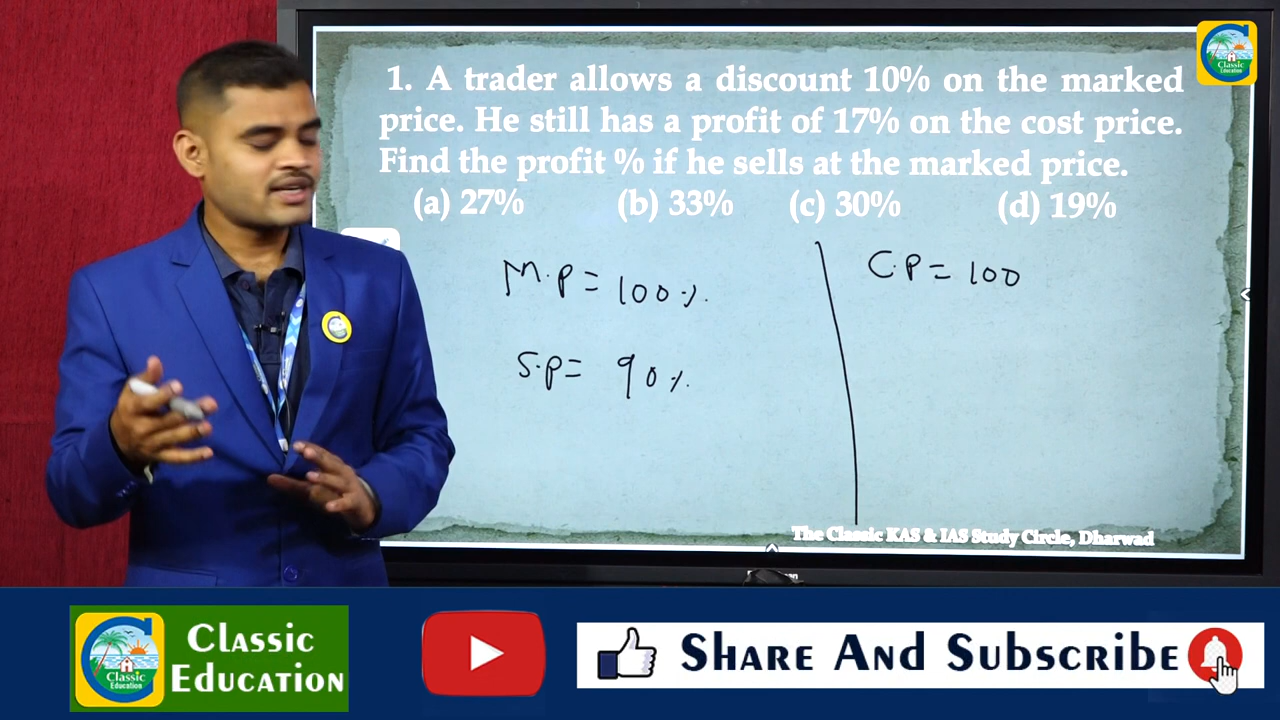 1. A trader allows a discount 10% on the marked
price. He still has a profit of 17% on the cost price.
Find the profit % if he sells at the marked price.
(a) 27% (b) 33% (c) 30% (d) 19%
M.P = 100%.
S.P = 90%.
C.P = 100
The Classic KAS & IAS Study Circle, Dharwad
Classic
Education
Classic
Education
Classic
Education
Share And Subscribe